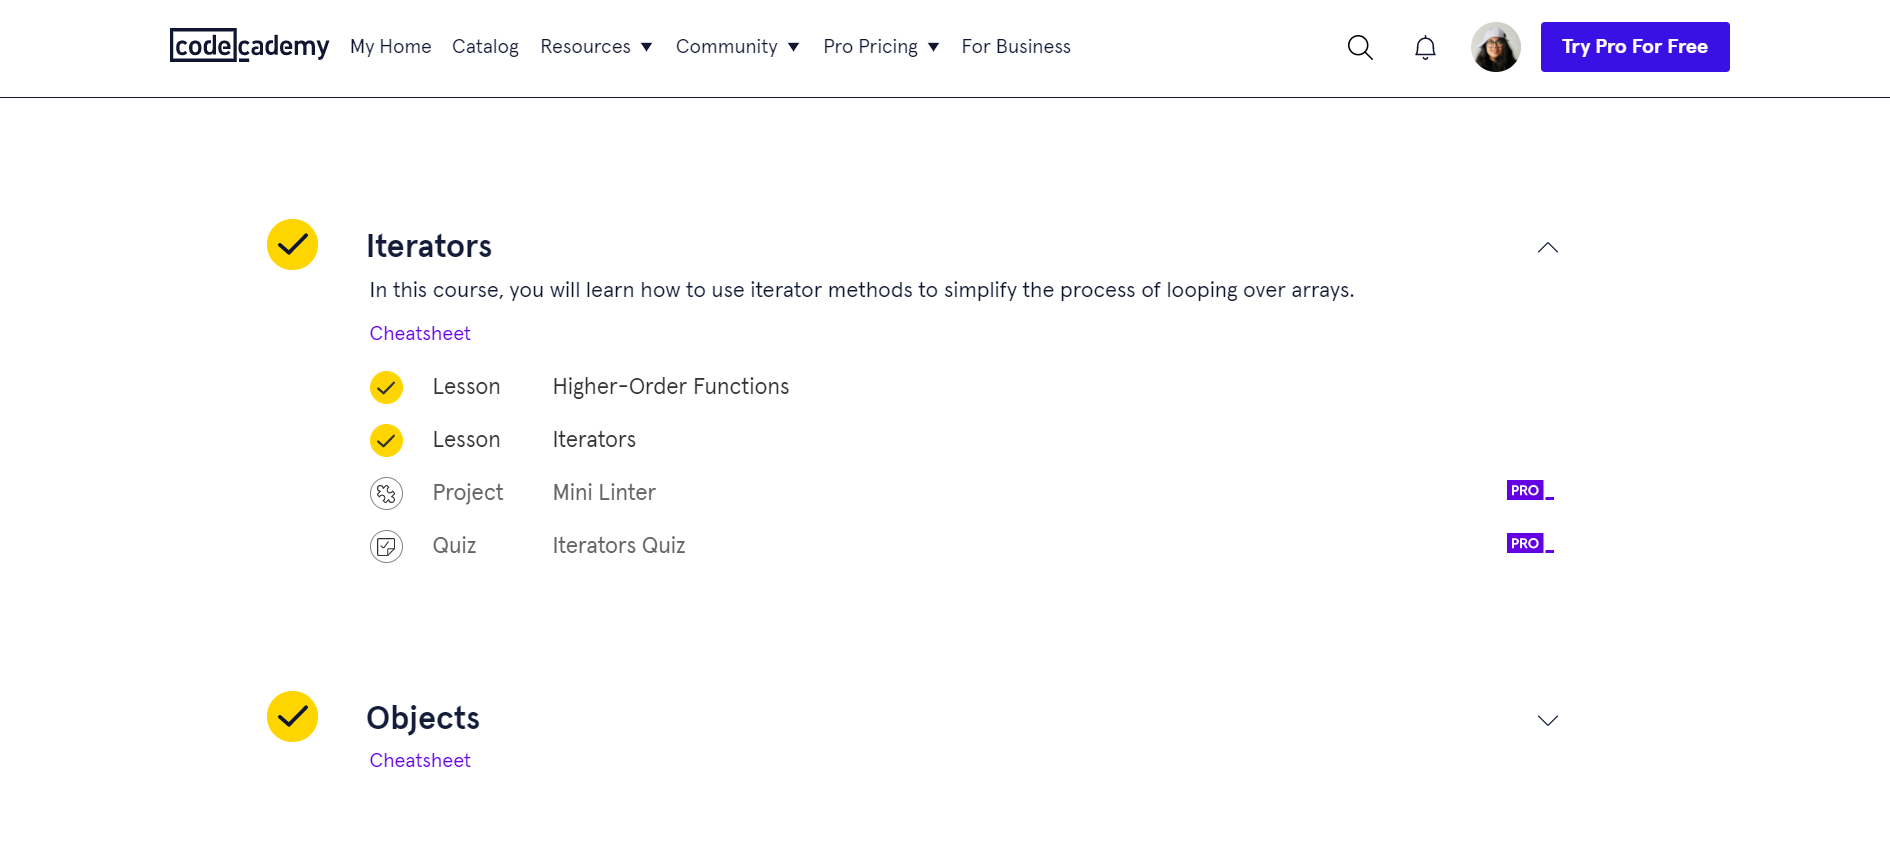 codecademy My Home Catalog Resources Community Pro Pricing For Business Try Pro For Free
Iterators
In this course, you will learn how to use iterator methods to simplify the process of looping over arrays.
Cheatsheet
Lesson Higher-Order Functions
Lesson Iterators
Project Mini Linter PRO
Quiz Iterators Quiz PRO
Objects
Cheatsheet